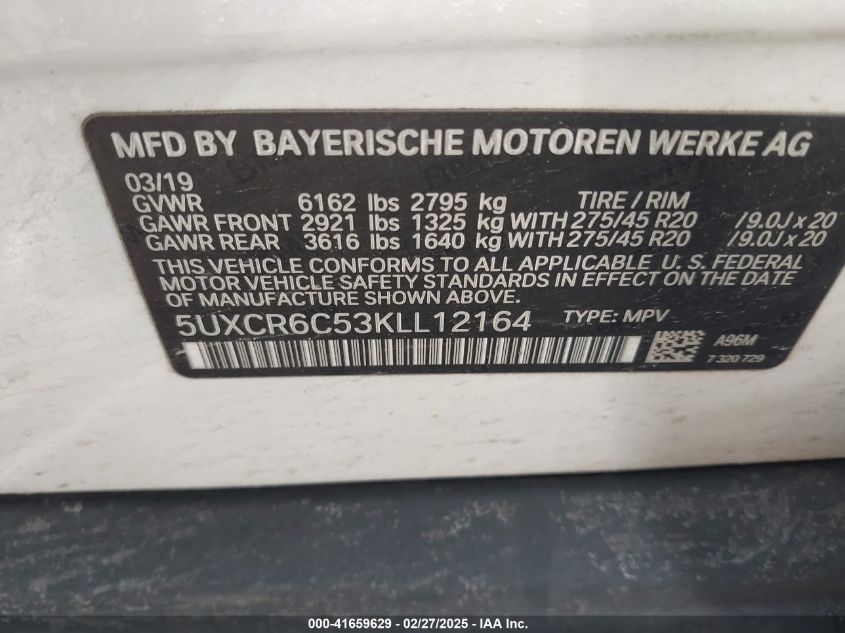 MFD BY BAYERISCHE MOTOREN WERKE AG
03/19
GVWR 6162 lbs 2795 kg TIRE / RIM
GAWR FRONT 2921 lbs 1325 kg WITH 275/45 R20 /9.0J x 20
GAWR REAR 3616 lbs 1640 kg WITH 275/45 R20 /9.0J x 20
THIS VEHICLE CONFORMS TO ALL APPLICABLE U.S. FEDERAL
MOTOR VEHICLE SAFETY STANDARDS IN EFFECT ON THE DATE
OF MANUFACTURE SHOWN ABOVE.
5UXCR6C53KLL12164 TYPE: MPV
A96M
7 320 729
000-41659629 - 02/27/2025 - IAA Inc.